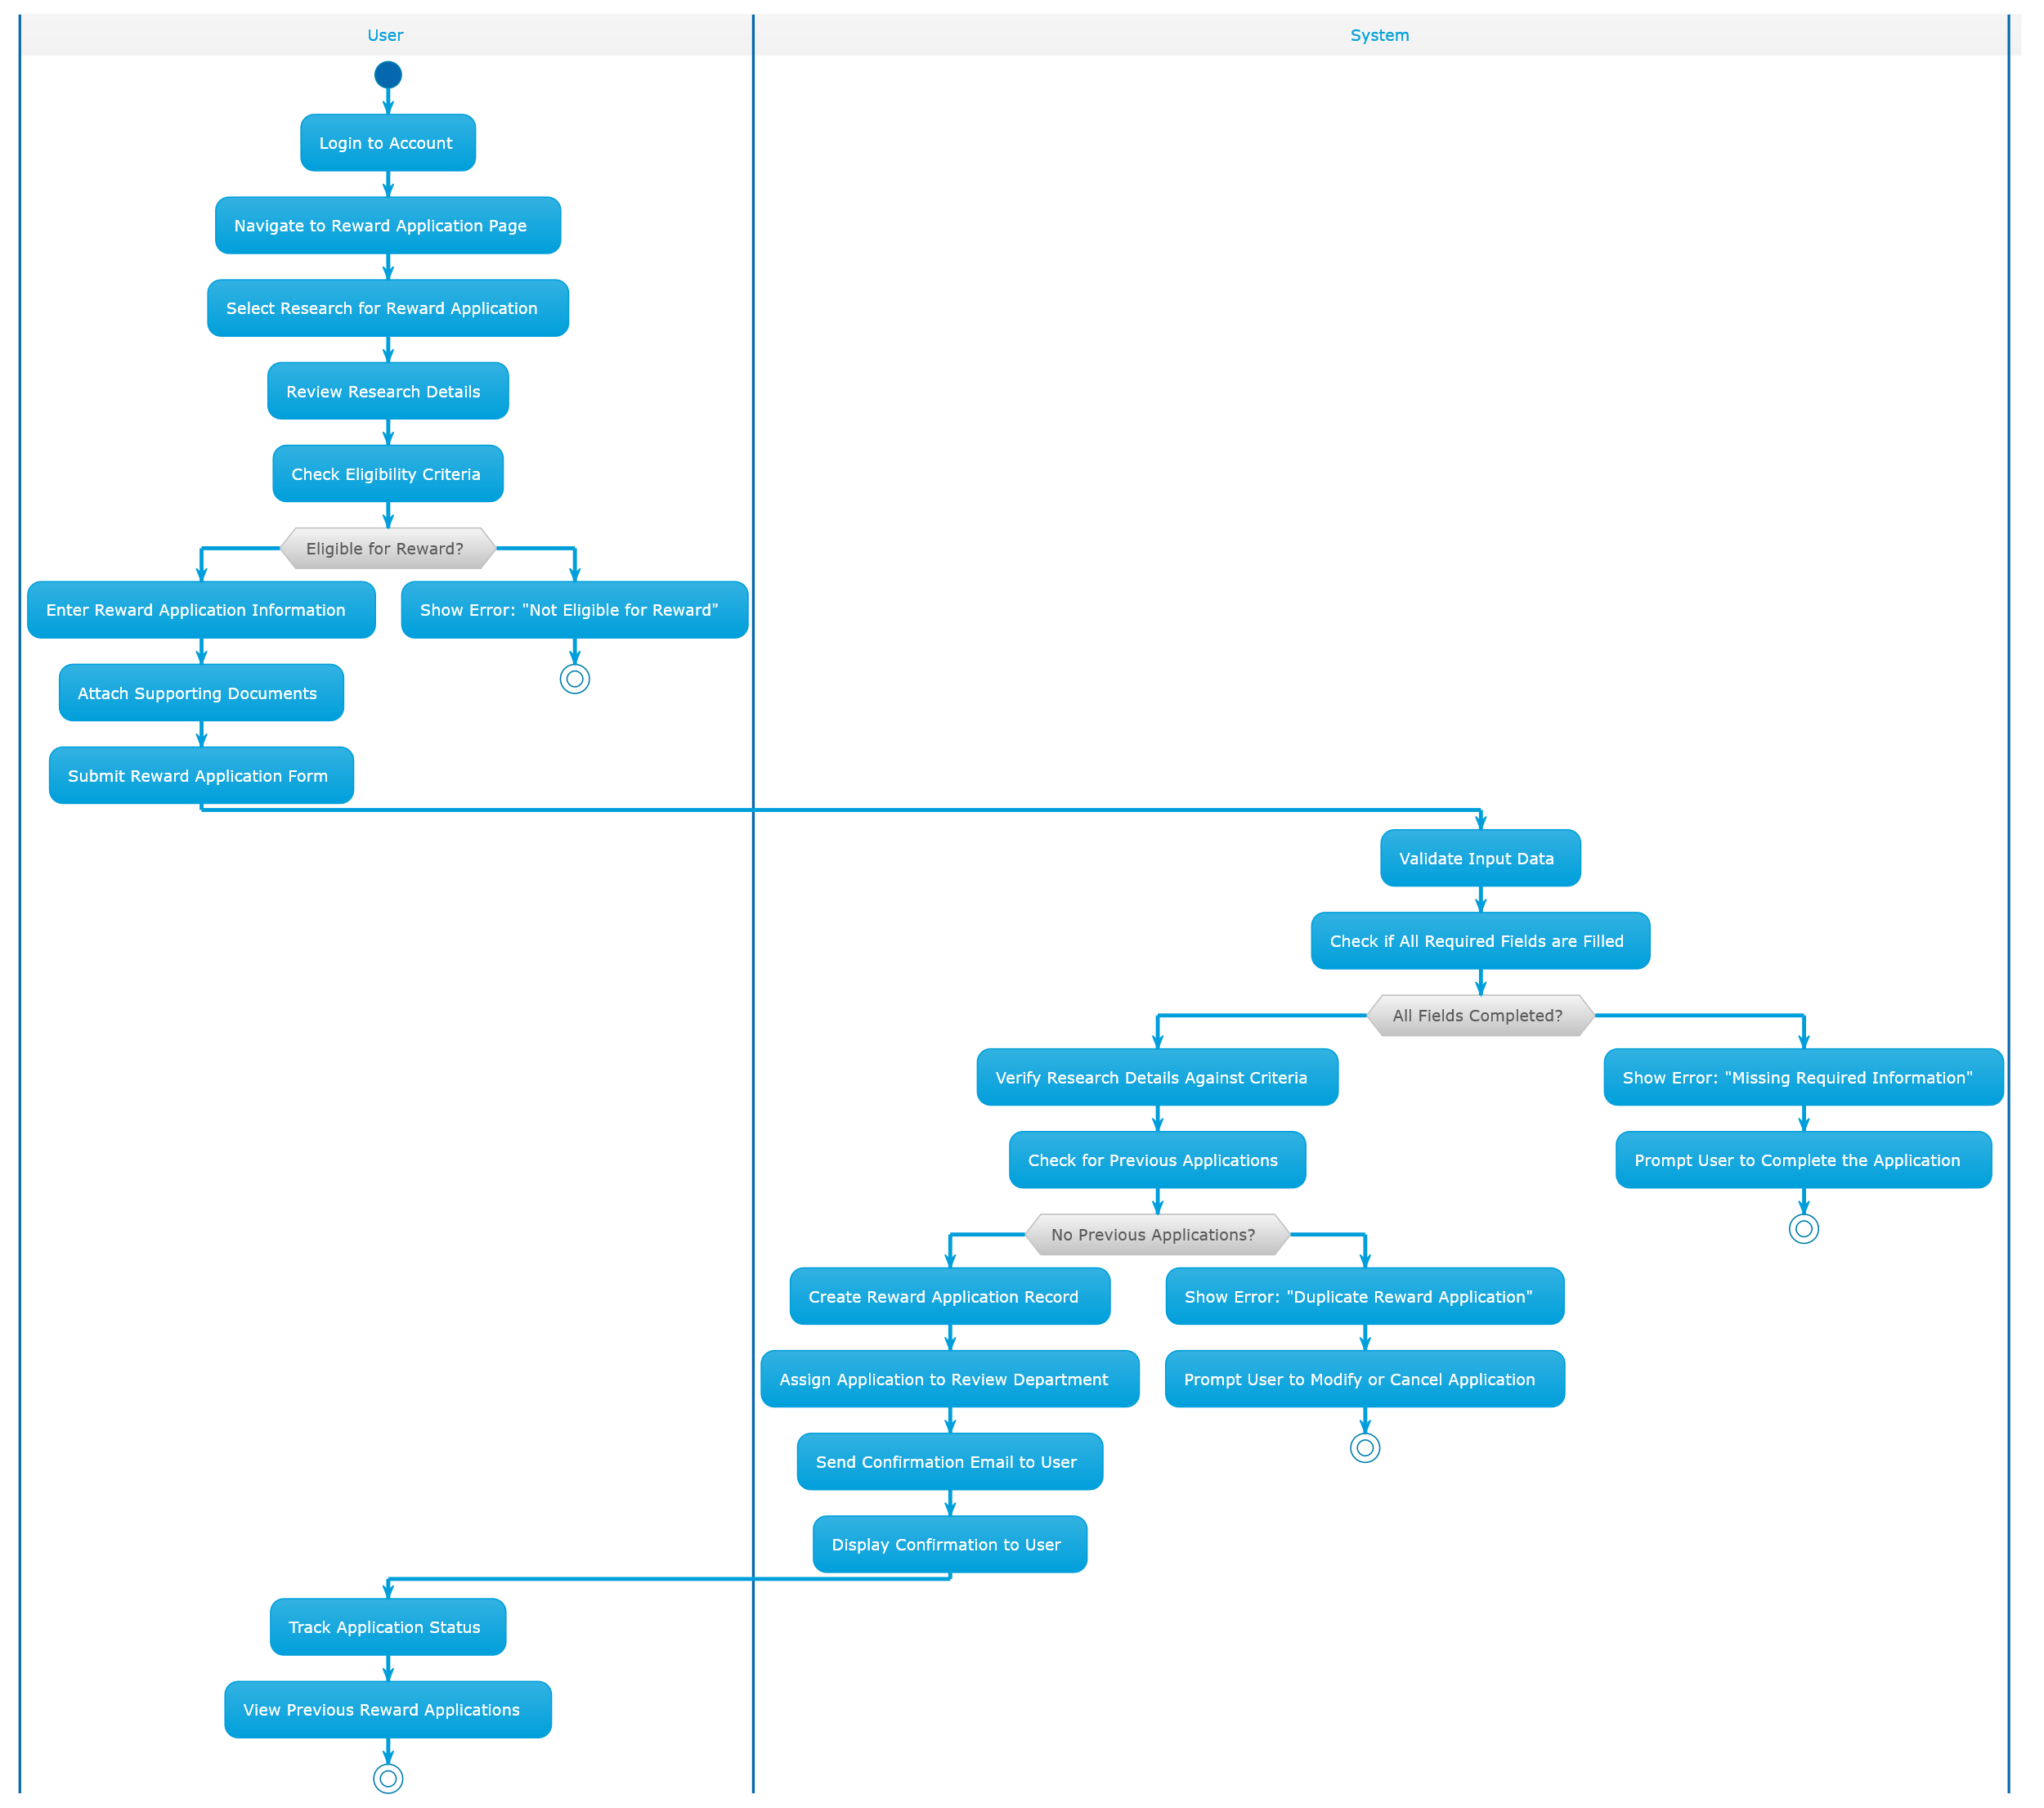 User
System
Login to Account
Navigate to Reward Application Page
Select Research for Reward Application
Review Research Details
Check Eligibility Criteria
Eligible for Reward?
Enter Reward Application Information
Show Error: "Not Eligible for Reward"
Attach Supporting Documents
Submit Reward Application Form
Validate Input Data
Check if All Required Fields are Filled
All Fields Completed?
Verify Research Details Against Criteria
Show Error: "Missing Required Information"
Check for Previous Applications
Prompt User to Complete the Application
No Previous Applications?
Create Reward Application Record
Show Error: "Duplicate Reward Application"
Assign Application to Review Department
Prompt User to Modify or Cancel Application
Send Confirmation Email to User
Display Confirmation to User
Track Application Status
View Previous Reward Applications